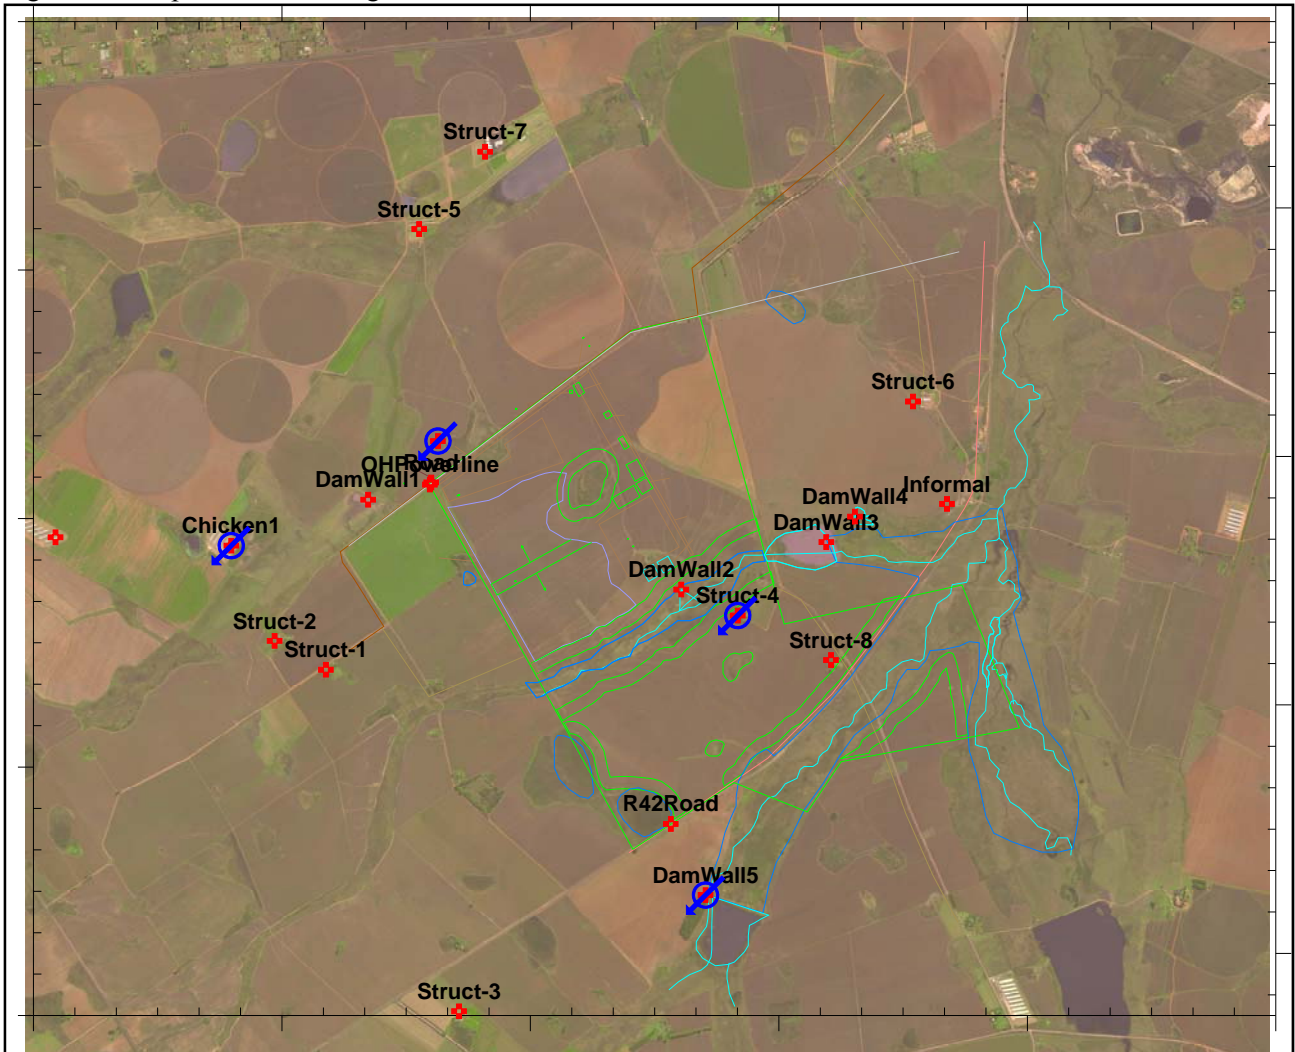 Struct-7
Struct-5
Struct-6
Road
OHPowerline
DamWall1
Informal
DamWall4
Chicken1
DamWall3
DamWall2
Struct-4
Struct-2
Struct-1
Struct-8
R42Road
DamWall5
Struct-3